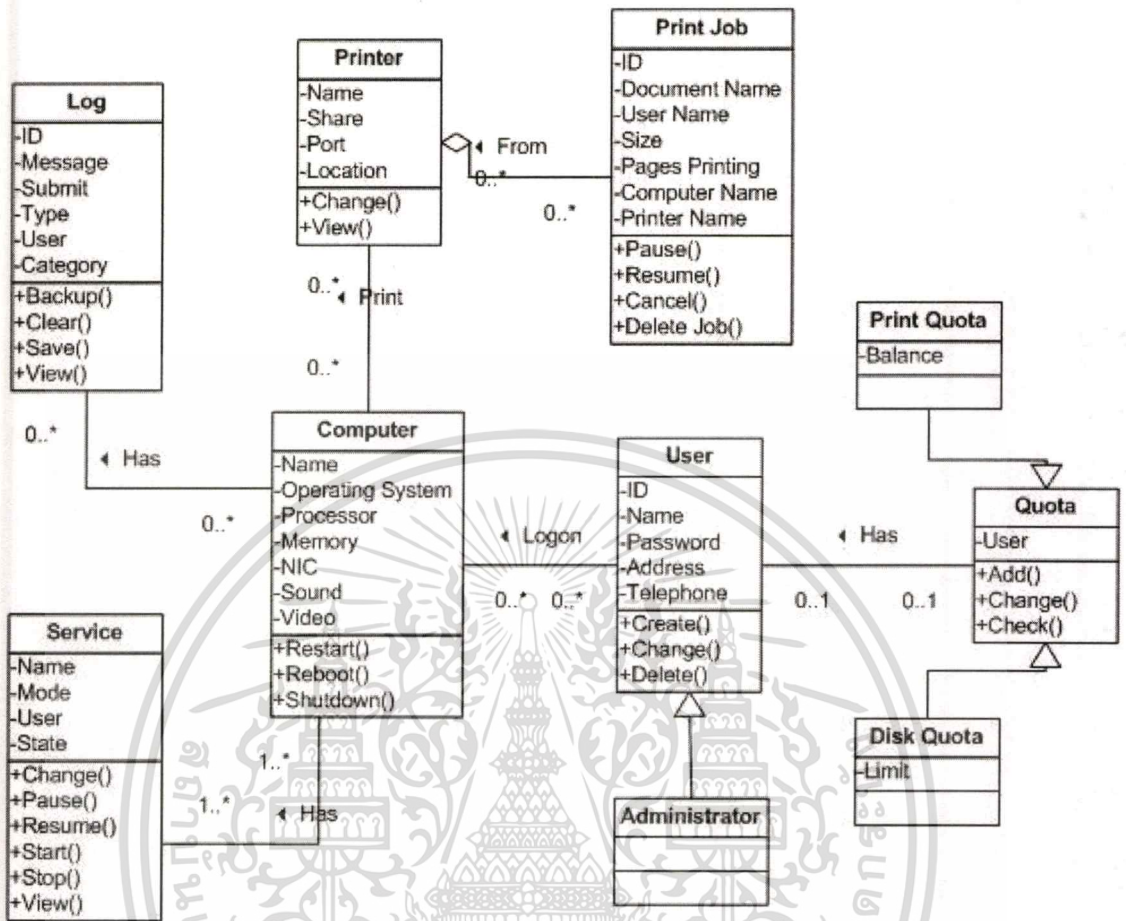 Log
-ID
-Message
-Submit
-Type
-User
-Category
+Backup()
+Clear()
+Save()
+View()
Printer
-Name
-Share
-Port
-Location
+Change()
+View()
Print Job
-ID
-Document Name
-User Name
-Size
-Pages Printing
-Computer Name
-Printer Name
+Pause()
+Resume()
+Cancel()
+Delete Job()
◄ From
0..*
0..*
0..*
◄ Print
0..*
Print Quota
-Balance
0..*
◄ Has
0..*
Computer
-Name
-Operating System
-Processor
-Memory
-NIC
-Sound
-Video
+Restart()
+Reboot()
+Shutdown()
◄ Logon
0..* 0..*
User
-ID
-Name
-Password
-Address
-Telephone
+Create()
+Change()
+Delete()
◄ Has
0..1 0..1
Quota
-User
+Add()
+Change()
+Check()
Service
-Name
-Mode
-User
-State
+Change()
+Pause()
+Resume()
+Start()
+Stop()
+View()
1..*
1..*
◄ Has
Administrator
Disk Quota
-Limit